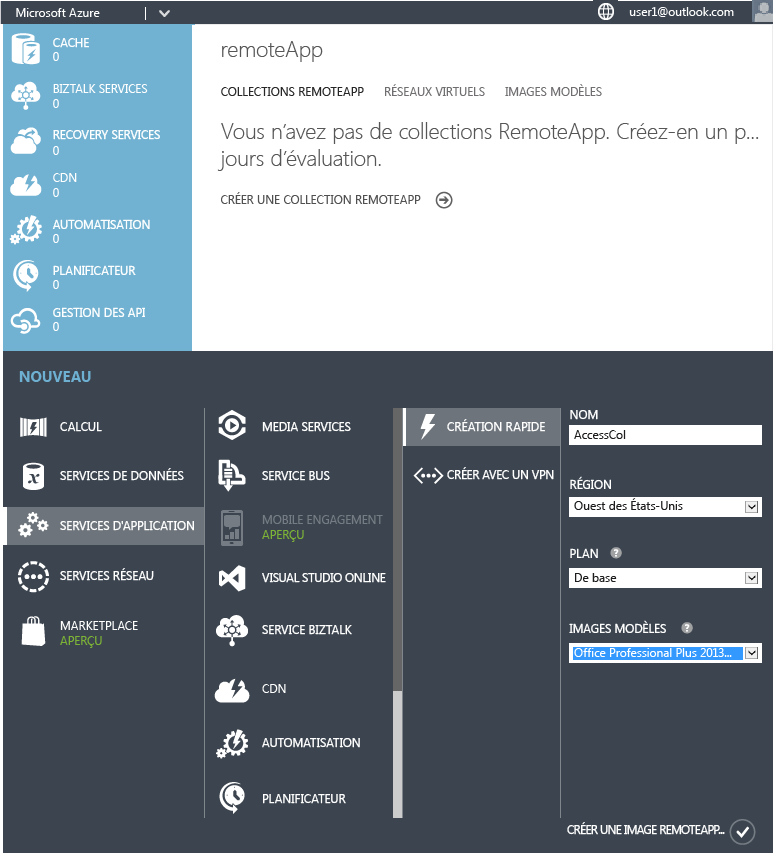 Microsoft Azure
user1@outlook.com
CACHE
0
BIZTALK SERVICES
0
RECOVERY SERVICES
0
CDN
0
AUTOMATISATION
0
PLANIFICATEUR
0
GESTION DES API
0
remoteApp
COLLECTIONS REMOTEAPP RÉSEAUX VIRTUELS IMAGES MODÈLES
Vous n’avez pas de collections RemoteApp. Créez-en un p...
jours d’évaluation.
CRÉER UNE COLLECTION REMOTEAPP
NOUVEAU
CALCUL
SERVICES DE DONNÉES
SERVICES D'APPLICATION
SERVICES RÉSEAU
MARKETPLACE
APERÇU
MEDIA SERVICES
SERVICE BUS
MOBILE ENGAGEMENT
APERÇU
VISUAL STUDIO ONLINE
SERVICE BIZTALK
CDN
AUTOMATISATION
PLANIFICATEUR
CRÉATION RAPIDE
CRÉER AVEC UN VPN
NOM
AccessCol
RÉGION
Ouest des États-Unis
PLAN ?
De base
IMAGES MODÈLES ?
Office Professional Plus 2013...
CRÉER UNE IMAGE REMOTEAPP...